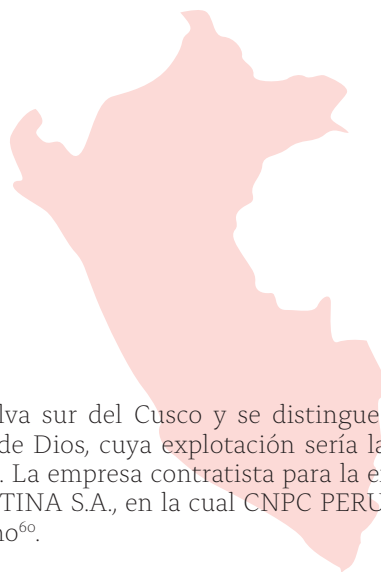 lva sur del Cusco y se distingue
de Dios, cuya explotación sería la
. La empresa contratista para la e
TINA S.A., en la cual CNPC PERU
no⁶⁰.